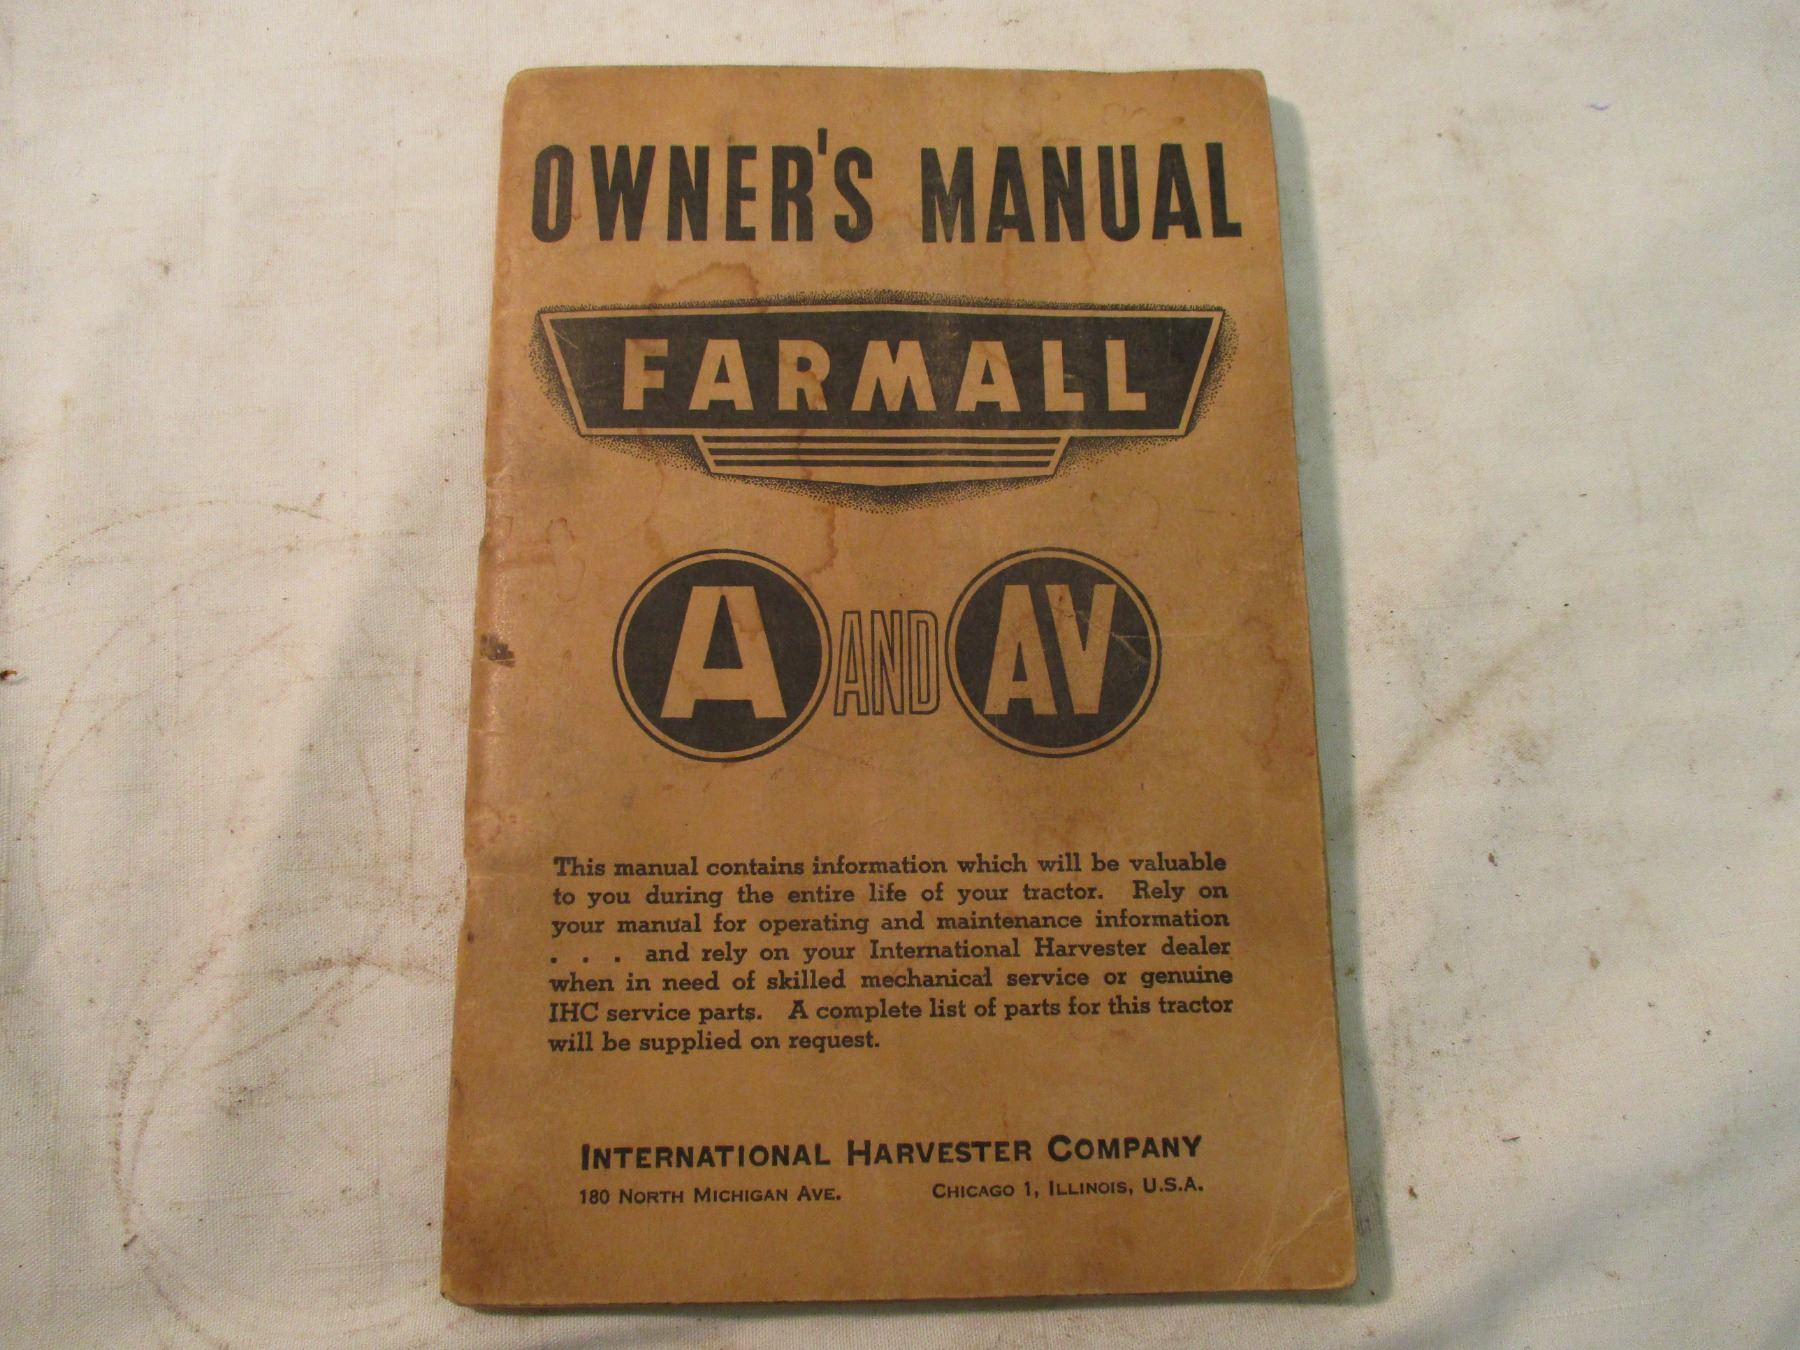 OWNER'S MANUAL
FARMALL
A AND AV
This manual contains information which will be valuable
to you during the entire life of your tractor. Rely on
your manual for operating and maintenance information
. . . and rely on your International Harvester dealer
when in need of skilled mechanical service or genuine
IHC service parts. A complete list of parts for this tractor
will be supplied on request.
INTERNATIONAL HARVESTER COMPANY
180 NORTH MICHIGAN AVE. CHICAGO 1, ILLINOIS, U.S.A.